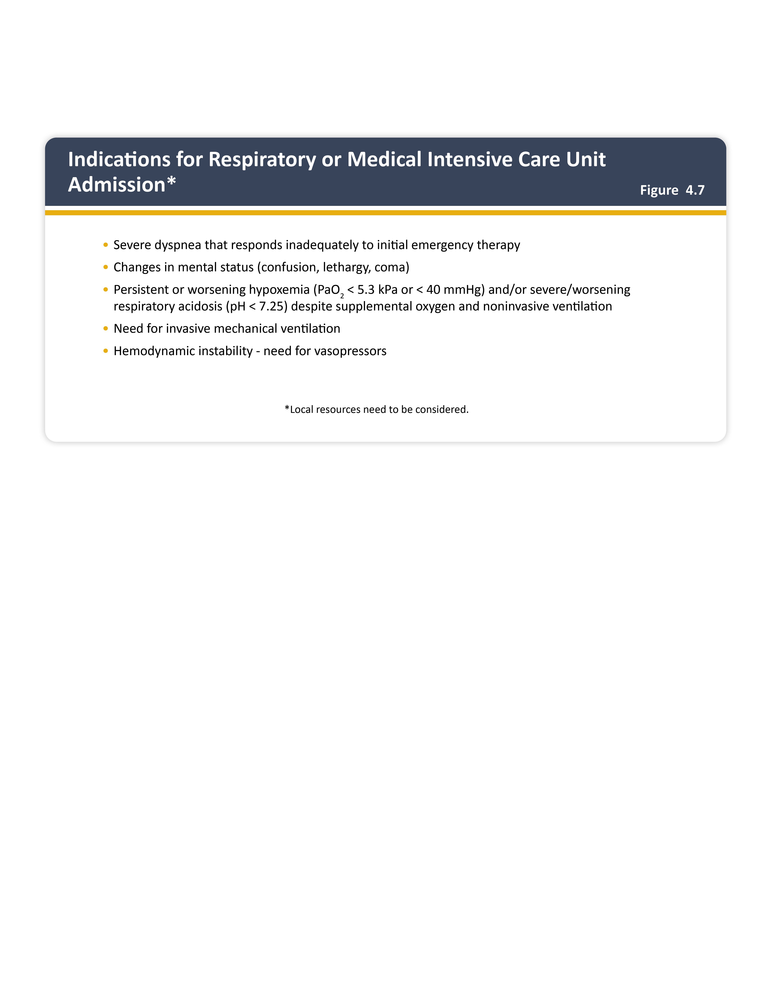 Indications for Respiratory or Medical Intensive Care Unit
Admission*
Figure 4.7
• Severe dyspnea that responds inadequately to initial emergency therapy
• Changes in mental status (confusion, lethargy, coma)
• Persistent or worsening hypoxemia (PaO₂ < 5.3 kPa or < 40 mmHg) and/or severe/worsening
respiratory acidosis (pH < 7.25) despite supplemental oxygen and noninvasive ventilation
• Need for invasive mechanical ventilation
• Hemodynamic instability - need for vasopressors
*Local resources need to be considered.